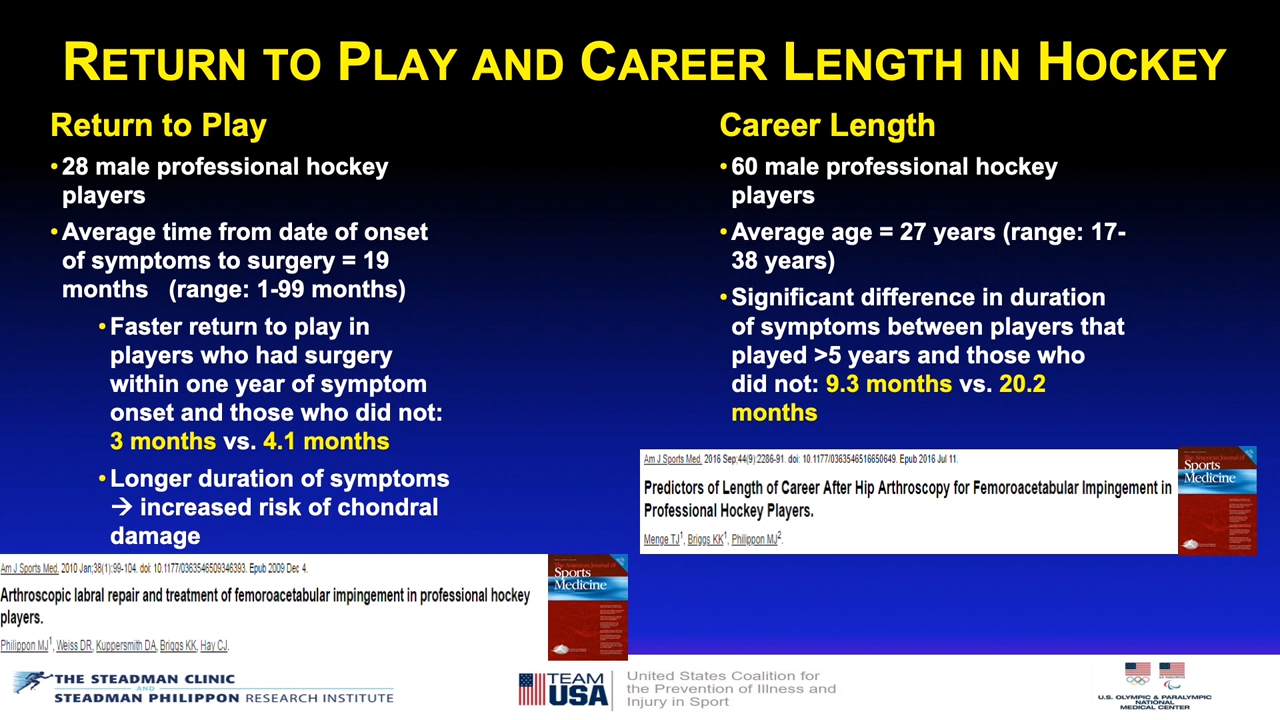 RETURN TO PLAY AND CAREER LENGTH IN HOCKEY
Return to Play
• 28 male professional hockey
players
• Average time from date of onset
of symptoms to surgery = 19
months (range: 1-99 months)
• Faster return to play in
players who had surgery
within one year of symptom
onset and those who did not:
3 months vs. 4.1 months
• Longer duration of symptoms
→ increased risk of chondral
damage
Am J Sports Med. 2010 Jan;38(1):99-104. doi: 10.1177/0363546509346393. Epub 2009 Dec 4.
Arthroscopic labral repair and treatment of femoroacetabular impingement in professional hockey
players.
Philippon MJ1, Weiss DR, Kuppersmith DA, Briggs KK, Hay CJ.
The American Journal of
Sports
Medicine
Career Length
• 60 male professional hockey
players
• Average age = 27 years (range: 17-
38 years)
• Significant difference in duration
of symptoms between players that
played >5 years and those who
did not: 9.3 months vs. 20.2
months
Am J Sports Med. 2016 Sep;44(9):2286-91. doi: 10.1177/0363546516650649. Epub 2016 Jul 11.
Predictors of Length of Career After Hip Arthroscopy for Femoroacetabular Impingement in
Professional Hockey Players.
Menge TJ1, Briggs KK1, Philippon MJ2.
The American Journal of
Sports
Medicine
THE STEADMAN CLINIC
AND
STEADMAN PHILIPPON RESEARCH INSTITUTE
TEAM
USA
United States Coalition for
the Prevention of Illness and
Injury in Sport
U.S. OLYMPIC & PARALYMPIC
NATIONAL
MEDICAL CENTER